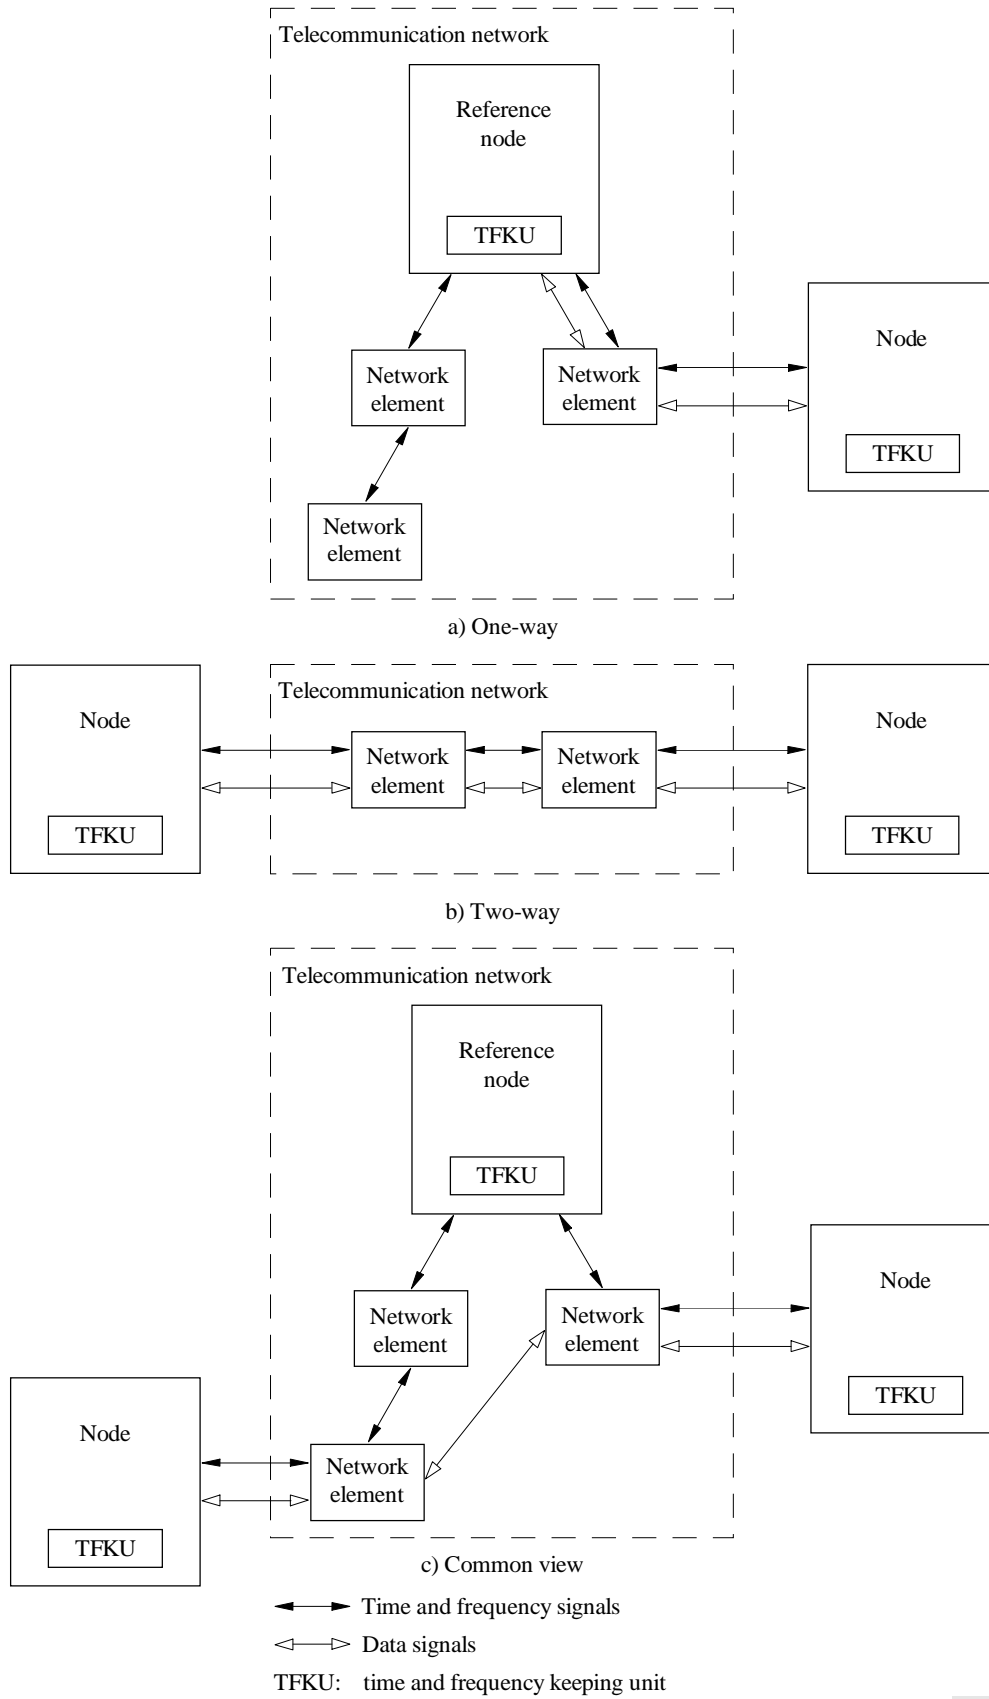 Telecommunication network
Reference
node
TFKU
Node
Network
element
Network
element
TFKU
Network
element
a) One-way
Telecommunication network
Node
Node
Network
element
Network
element
TFKU
TFKU
b) Two-way
Telecommunication network
Reference
node
TFKU
Node
Network
element
Network
element
TFKU
Node
Network
element
TFKU
c) Common view
Time and frequency signals
Data signals
TFKU: time and frequency keeping unit